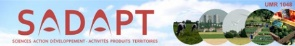 UMR 1048
SADAPT
SCIENCES ACTION DÉVELOPPEMENT - ACTIVITÉS PRODUITS TERRITOIRES